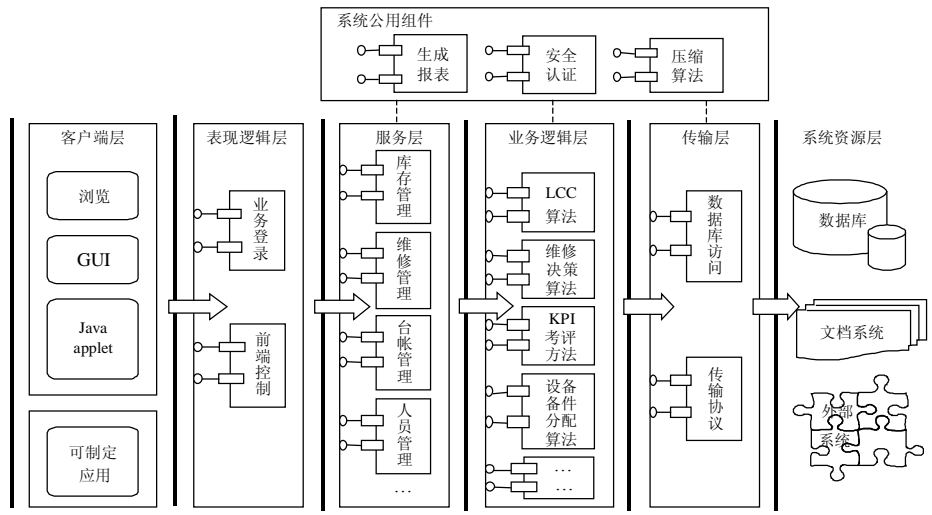 系统公用组件
生成
报表
安全
认证
压缩
算法
客户端层
浏览
GUI
Java
applet
可制定
应用
表现逻辑层
业务登录
前端控制
服务层
库存管理
维修管理
台帐管理
人员管理
…
业务逻辑层
LCC
算法
维修
决策
算法
KPI
考评
方法
设备
备件
分配
算法
…
…
传输层
数据库访问
传输协议
系统资源层
数据库
文档系统
外部
系统